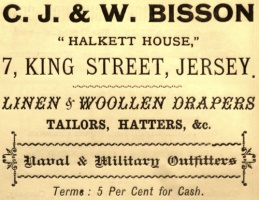 C. J. & W. BISSON
"HALKETT HOUSE,"
7, KING STREET, JERSEY.
LINEN & WOOLLEN DRAPERS
TAILORS, HATTERS, &c.
Naval & Military Outfitters
Terms: 5 Per Cent for Cash.